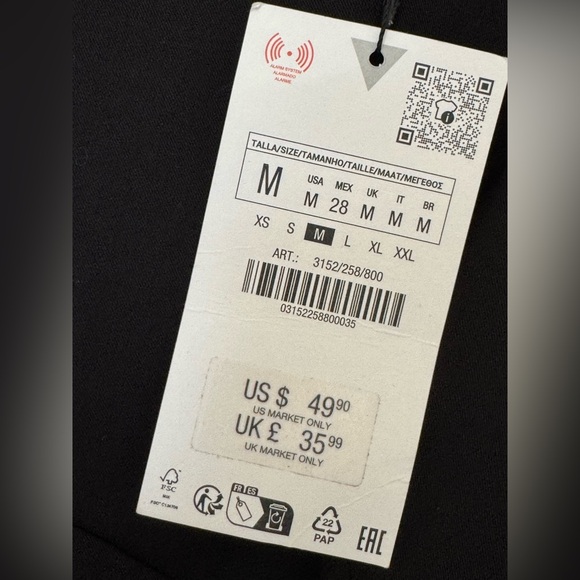 ALARM SYSTEM
ALARMADO
ALARME
TALLA/SIZE/TAMANHO/TAILLE/MAAT/ΜΕΓΕΘΟΣ
M
USA MEX UK IT BR
M 28 M M M
XS S M L XL XXL
ART.: 3152/258/800
03152258800035
US $ 49 90
US MARKET ONLY
UK £ 35 99
UK MARKET ONLY
FSC
MIX
FR ES
22
PAP
EAC